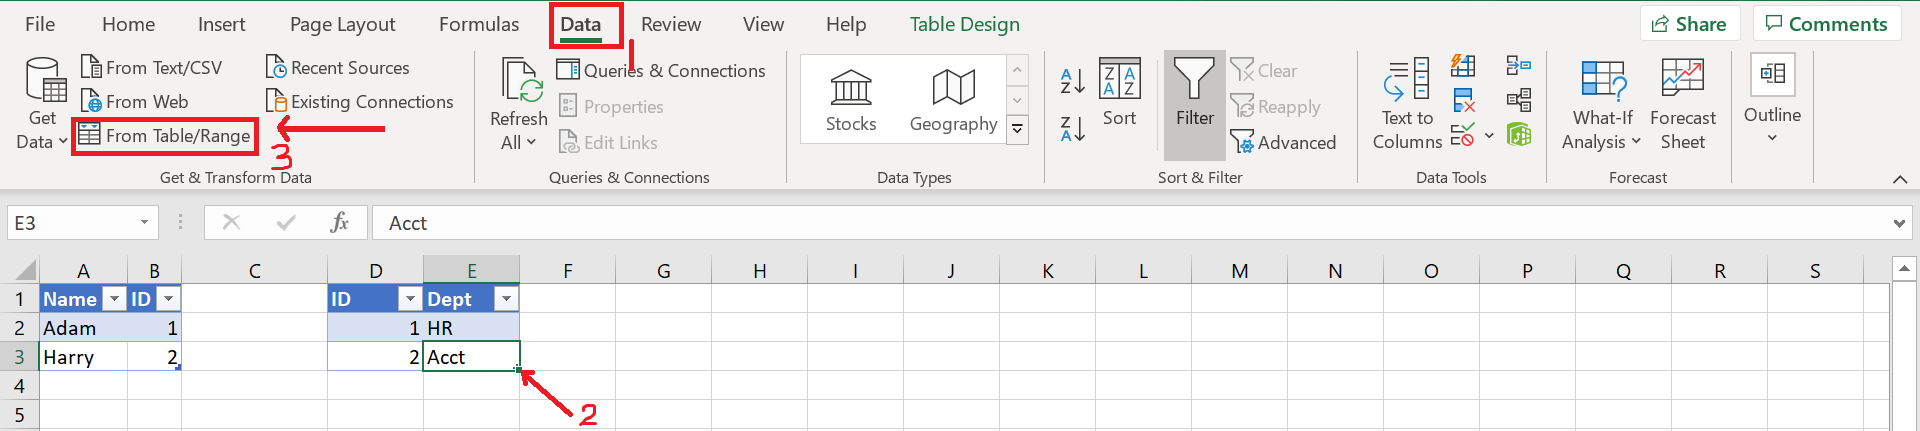 File Home Insert Page Layout Formulas Data Review View Help Table Design Share Comments
1
Get Data
From Text/CSV
From Web
From Table/Range
Recent Sources
Existing Connections
3
Get & Transform Data
Refresh All
Queries & Connections
Properties
Edit Links
Queries & Connections
Stocks Geography
Data Types
A Z
Z A
Z A A Z
Sort
Filter
Clear
Reapply
Advanced
Sort & Filter
Text to Columns
Data Tools
What-If Analysis
Forecast Sheet
Forecast
Outline
E3 fx Acct
A B C D E F G H I J K L M N O P Q R S
1 Name ID ID Dept
2 Adam 1 1 HR
3 Harry 2 2 Acct
4
5
2